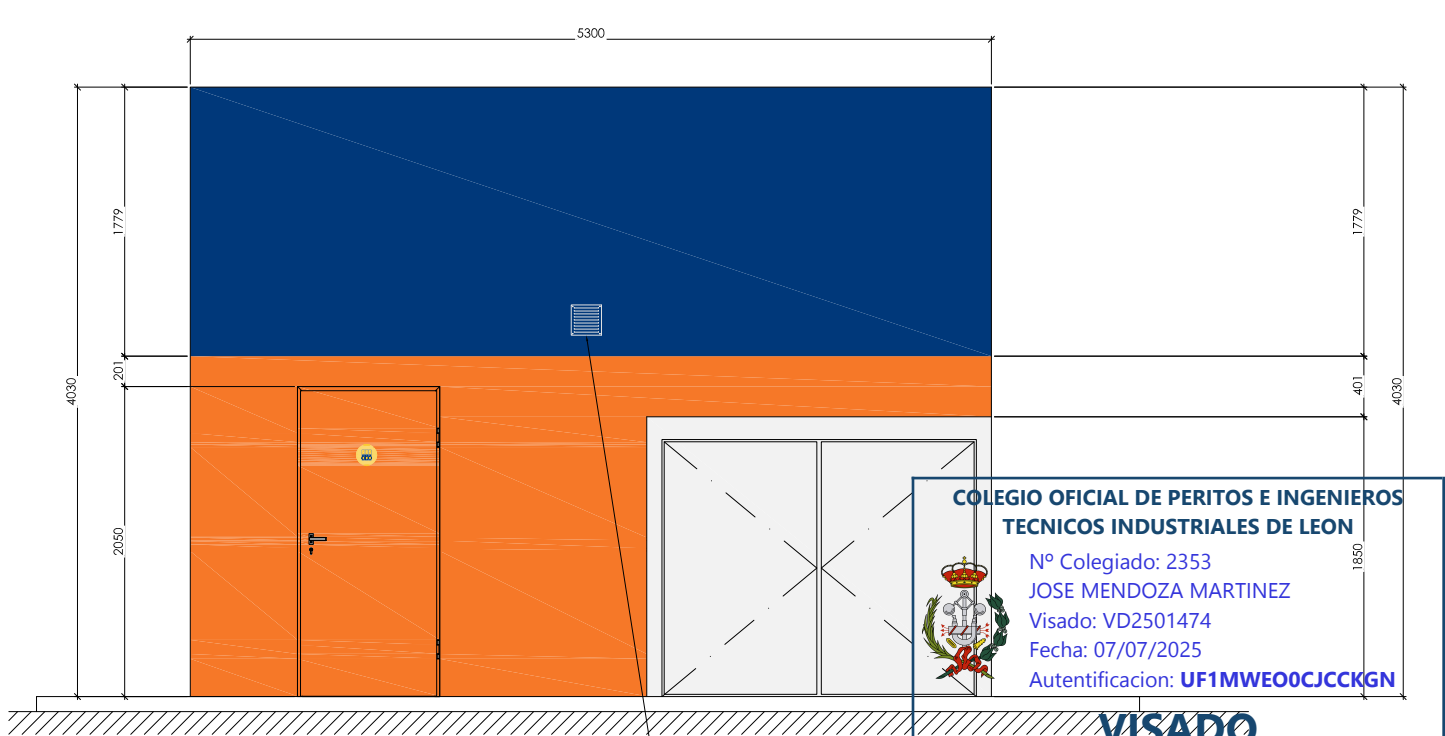 5300
1779
1779
201
401
4030
4030
2050
1850
COLEGIO OFICIAL DE PERITOS E INGENIEROS
TECNICOS INDUSTRIALES DE LEON
Nº Colegiado: 2353
JOSE MENDOZA MARTINEZ
Visado: VD2501474
Fecha: 07/07/2025
Autentificacion: UF1MWEO0CJCCKGN
VISADO